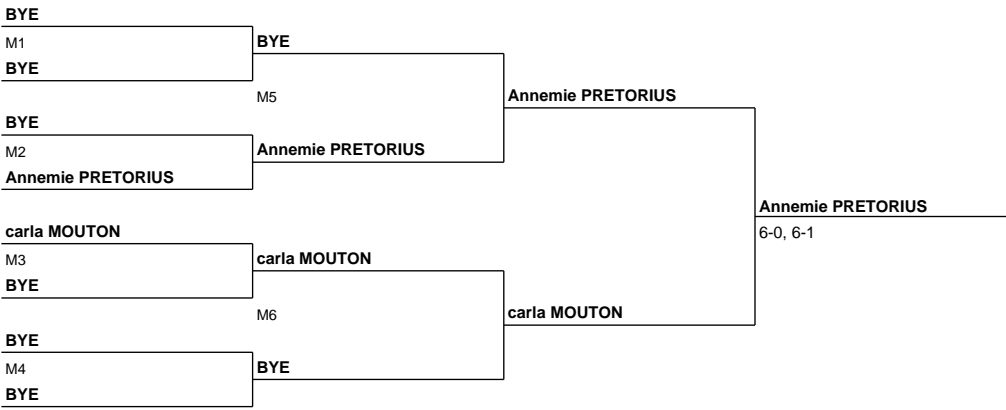 BYE
M1
BYE
BYE
M5
BYE
M2
Annemie PRETORIUS
Annemie PRETORIUS
Annemie PRETORIUS
carla MOUTON
M3
BYE
carla MOUTON
M6
BYE
M4
BYE
BYE
carla MOUTON
Annemie PRETORIUS
6-0, 6-1